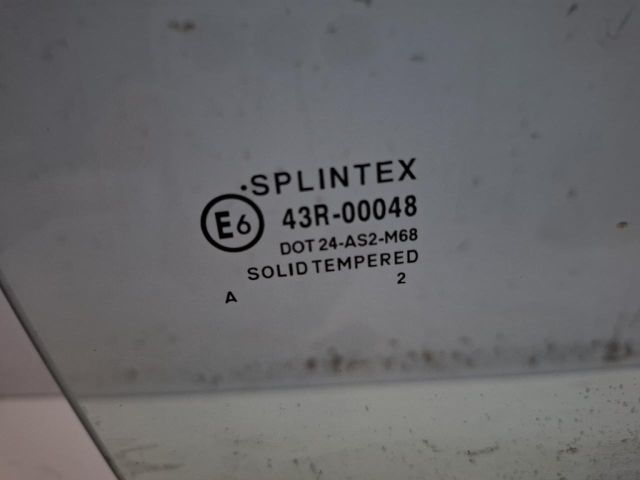 ·SPLINTEX
E6 43R-00048
DOT 24-AS2-M68
SOLID TEMPERED
A 2